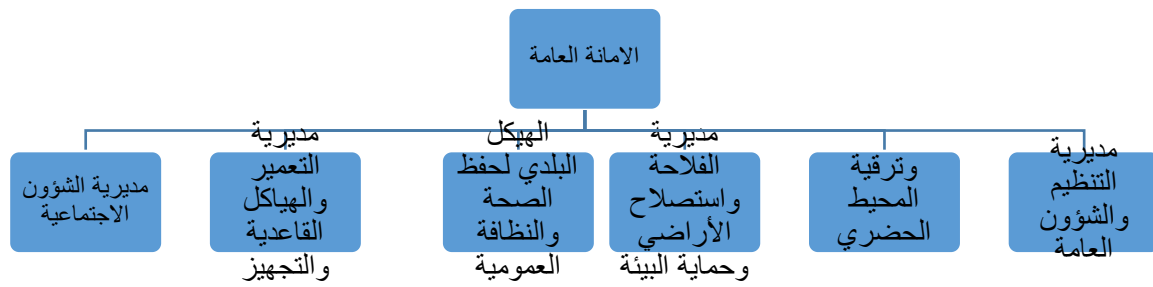 الامانة العامة
مديرية
التنظيم
والشؤون
العامة
وترقية
المحيط
الحضري
مديرية
الفلاحة
واستصلاح
الأراضي
وحماية البيئة
الهيكل
البلدي لحفظ
الصحة
والنظافة
العمومية
مديرية
التعمير
والهياكل
القاعدية
والتجهيز
مديرية الشؤون
الاجتماعية